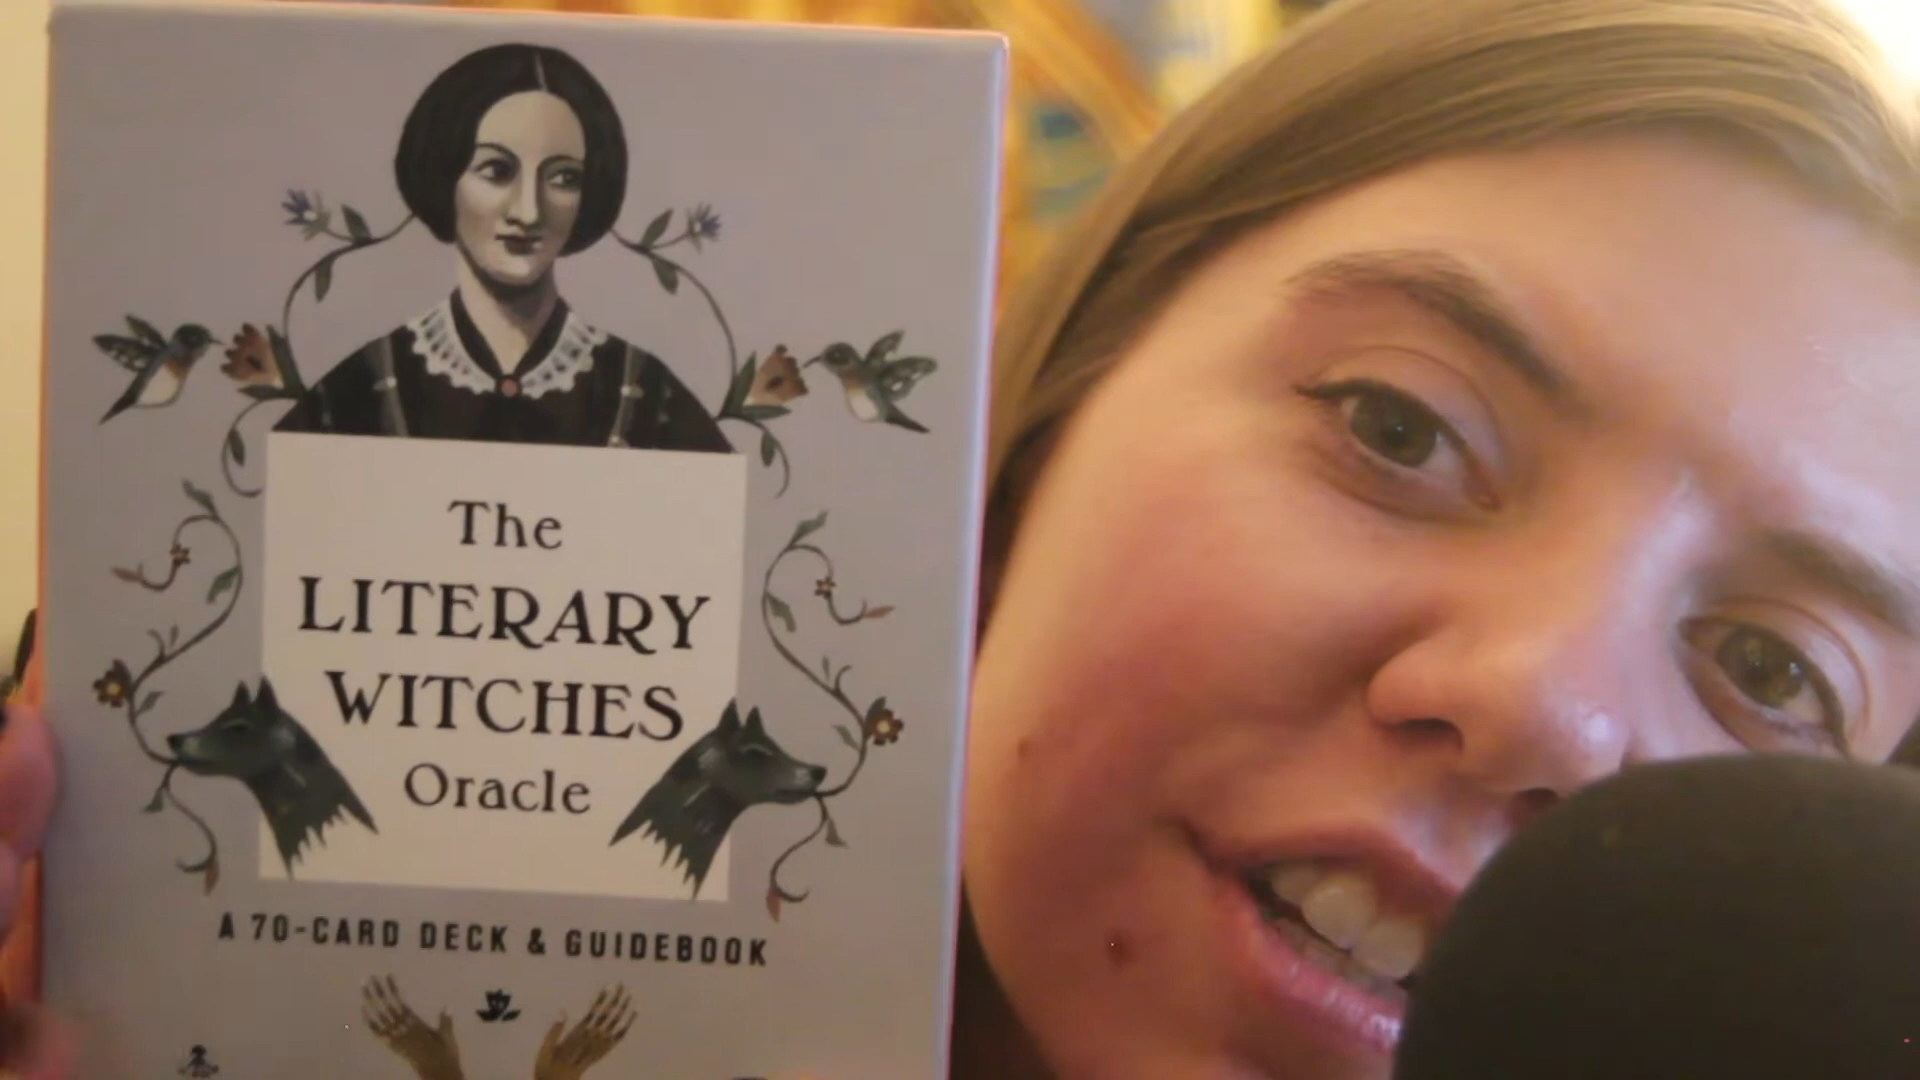 The
LITERARY
WITCHES
Oracle
A 70-CARD DECK & GUIDEBOOK